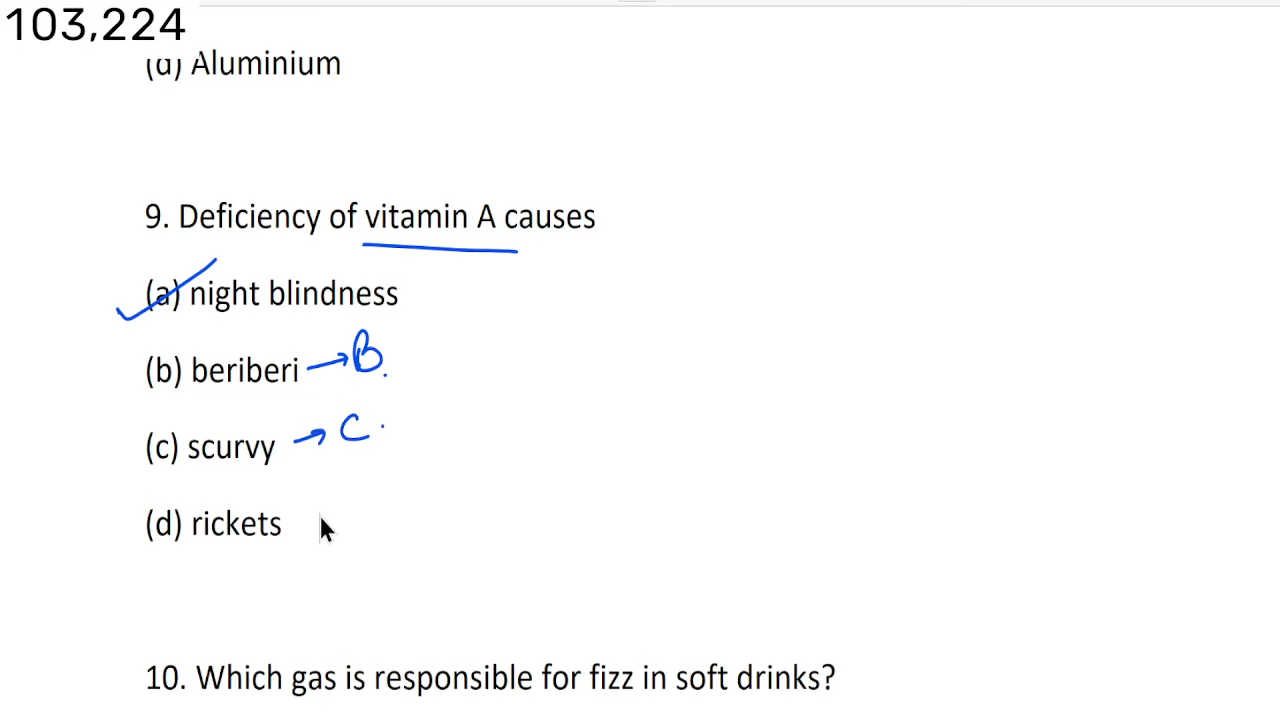 103,224
(d) Aluminium
9. Deficiency of vitamin A causes
(a) night blindness
(b) beriberi → B.
(c) scurvy → C.
(d) rickets
10. Which gas is responsible for fizz in soft drinks?